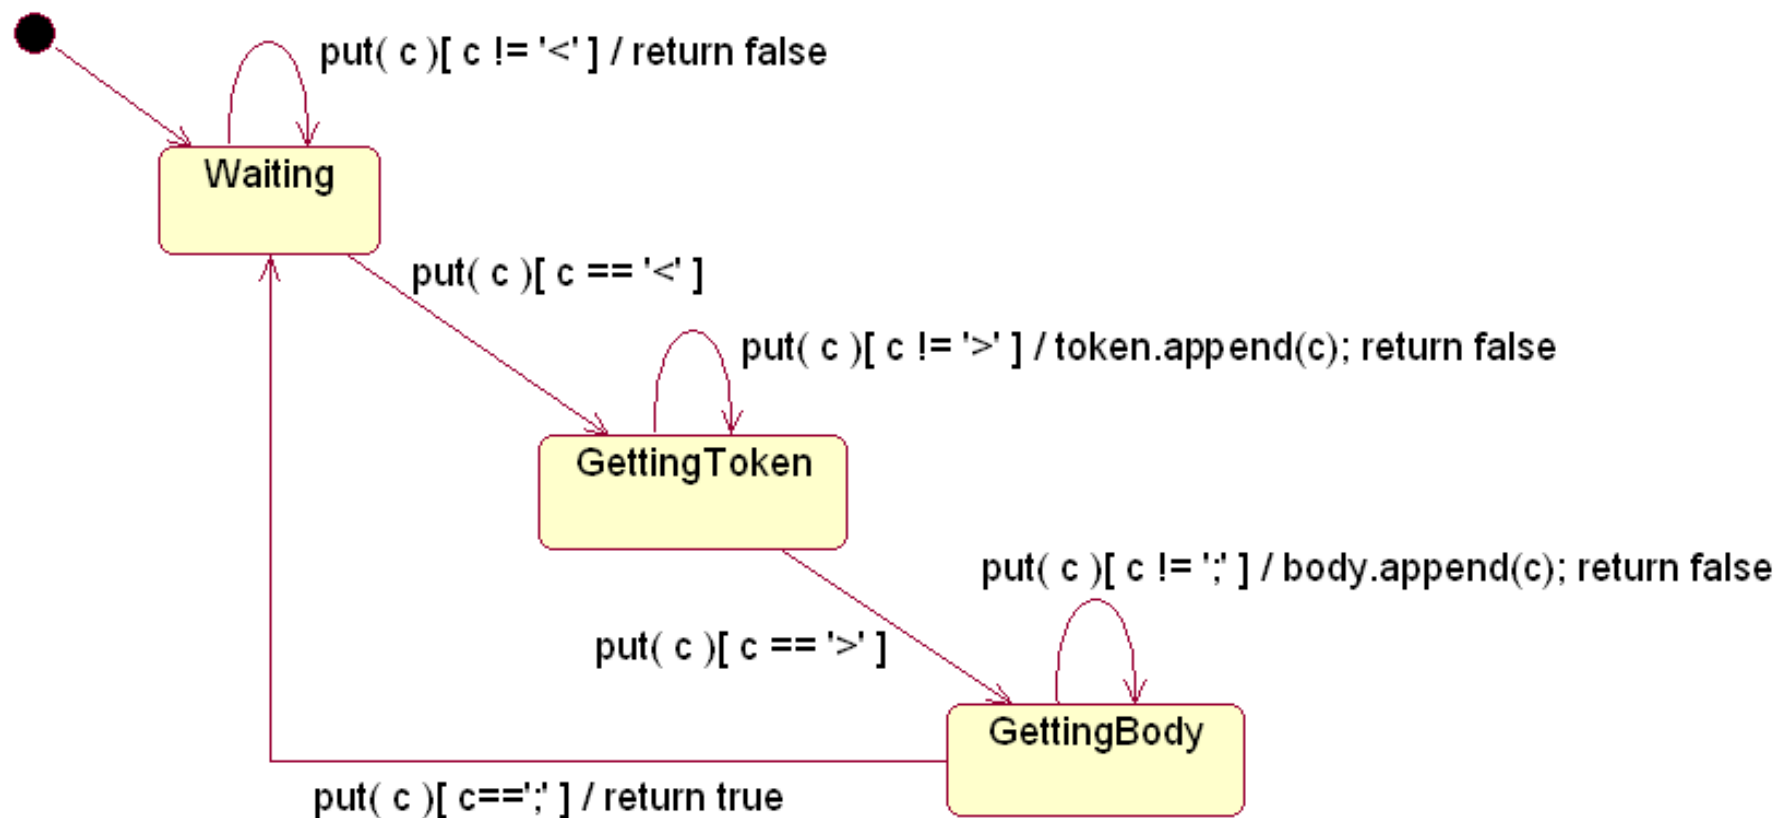 put( c )[ c != '<' ] / return false
Waiting
put( c )[ c == '<' ]
put( c )[ c != '>' ] / token.append(c); return false
GettingToken
put( c )[ c != ';' ] / body.append(c); return false
put( c )[ c == '>' ]
GettingBody
put( c )[ c==';' ] / return true